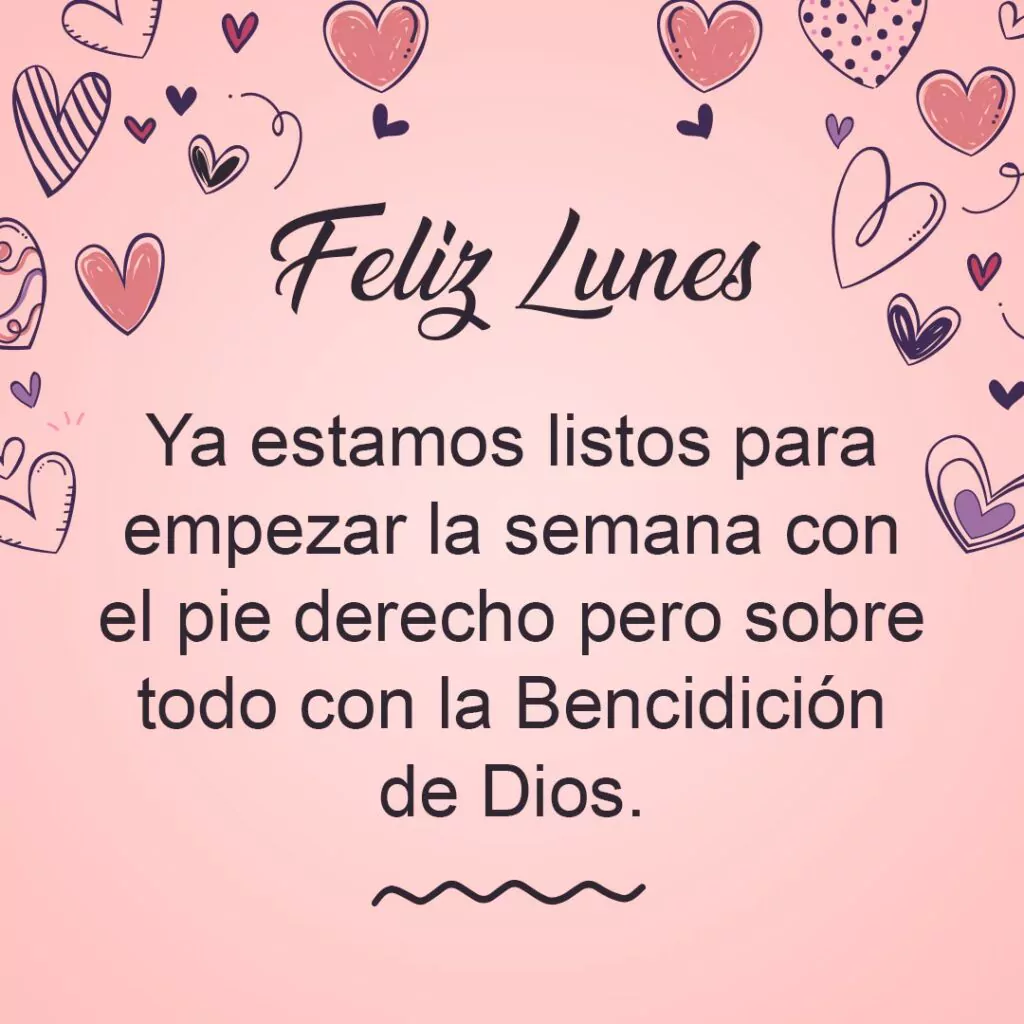 Feliz Lunes
Ya estamos listos para
empezar la semana con
el pie derecho pero sobre
todo con la Bencidición
de Dios.